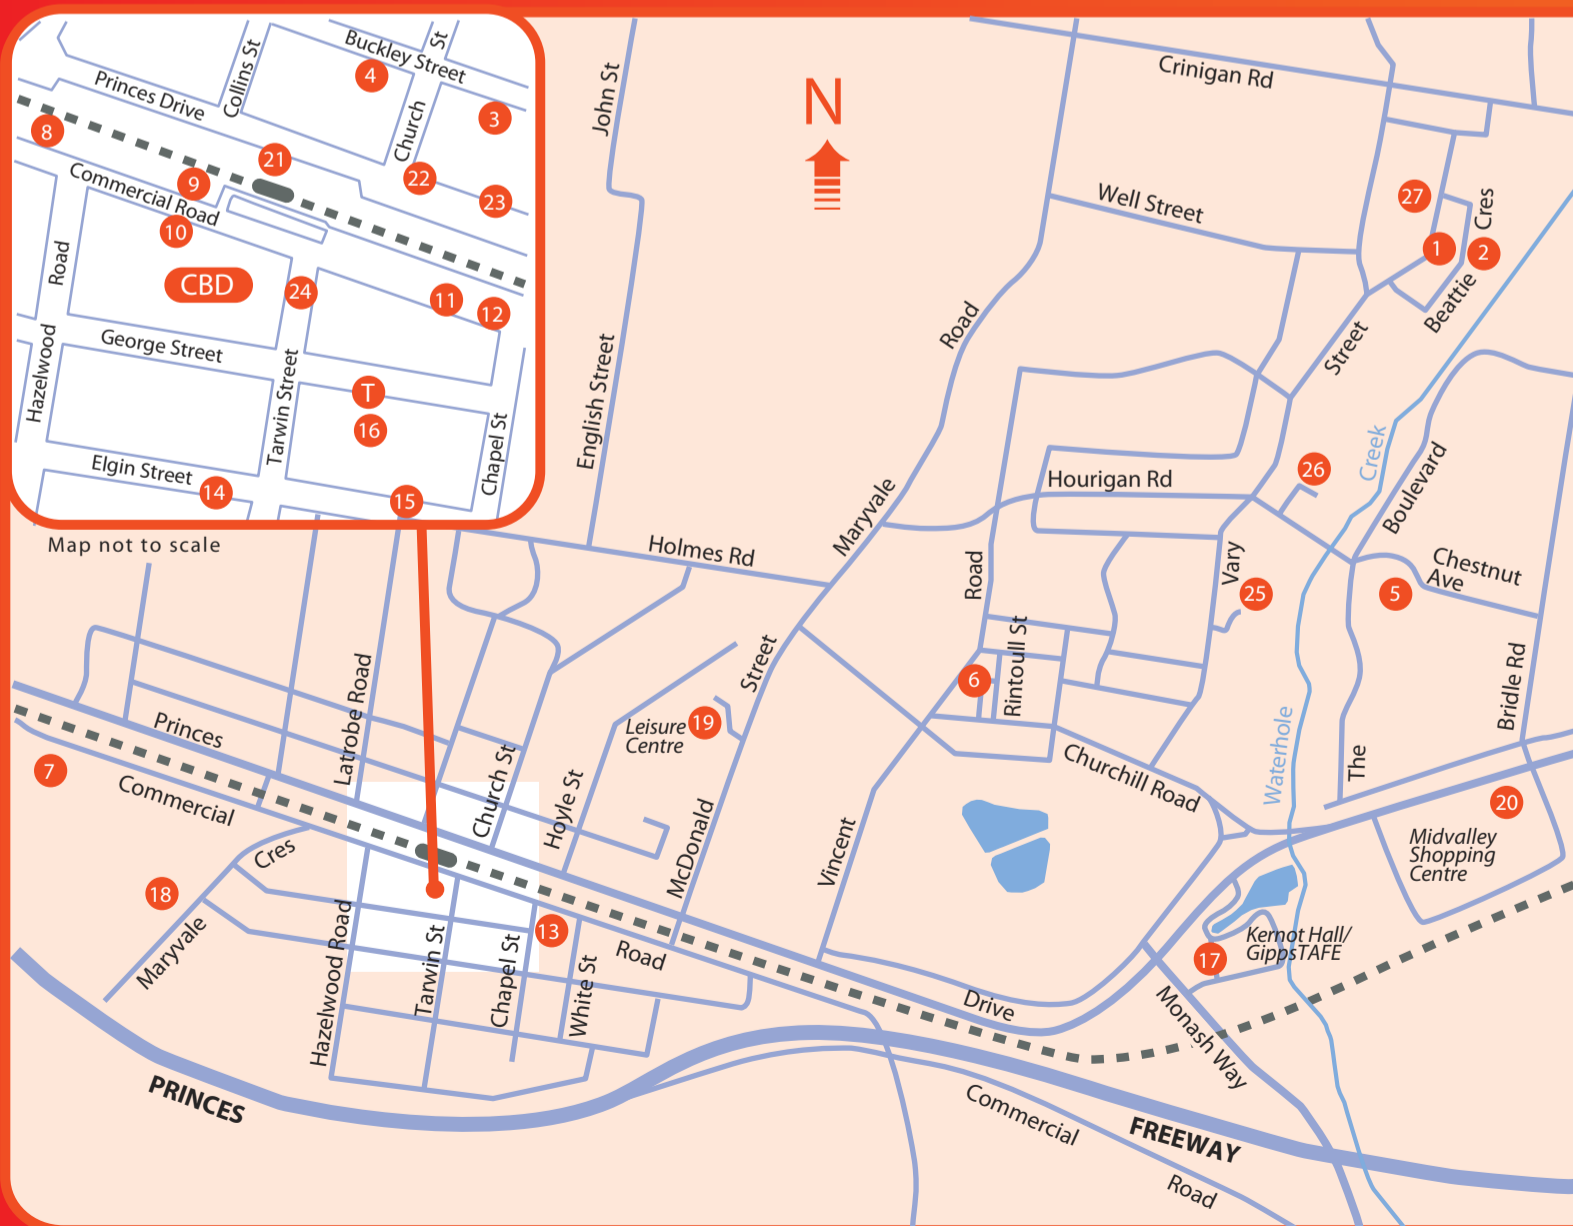 Buckley Street
St
Collins St
Princes Drive
4
3
Church
8
21
22
9
23
Commercial Road
10
Road
CBD
24
11
12
George Street
Hazelwood
Tarwin Street
T
16
Chapel St
Elgin Street
14
15
Map not to scale
John St
N
Crinigan Rd
Well Street
27
Cres
1
2
Beattie
Street
Road
English Street
Creek
Boulevard
26
Hourigan Rd
Maryvale
Holmes Rd
Road
Vary
Chestnut
Ave
25
5
Rintoull St
Street
6
Bridle Rd
Latrobe Road
Princes
Leisure
Centre
19
Waterhole
The
7
Commercial
Church St
Hoyle St
McDonald
Vincent
Churchill Road
20
Midvalley
Shopping
Centre
Cres
18
Maryvale
Hazelwood Road
Tarwin St
Chapel St
13
White St
Road
Kernot Hall/
GippsTAFE
17
Drive
Monash Way
PRINCES
Commercial
FREEWAY
Road